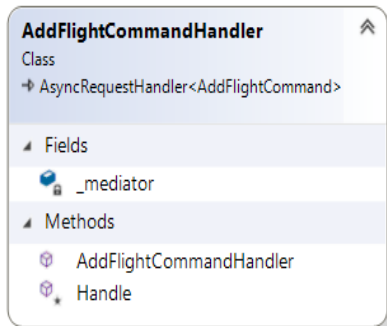 AddFlightCommandHandler
Class
AsyncRequestHandler<AddFlightCommand>
Fields
_mediator
Methods
AddFlightCommandHandler
Handle